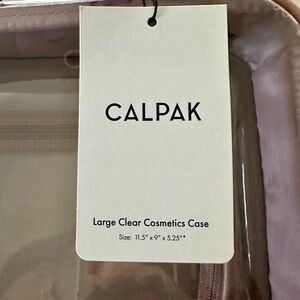 CALPAK
Large Clear Cosmetics Case
Size: 11.5" x 9" x 5.25"*